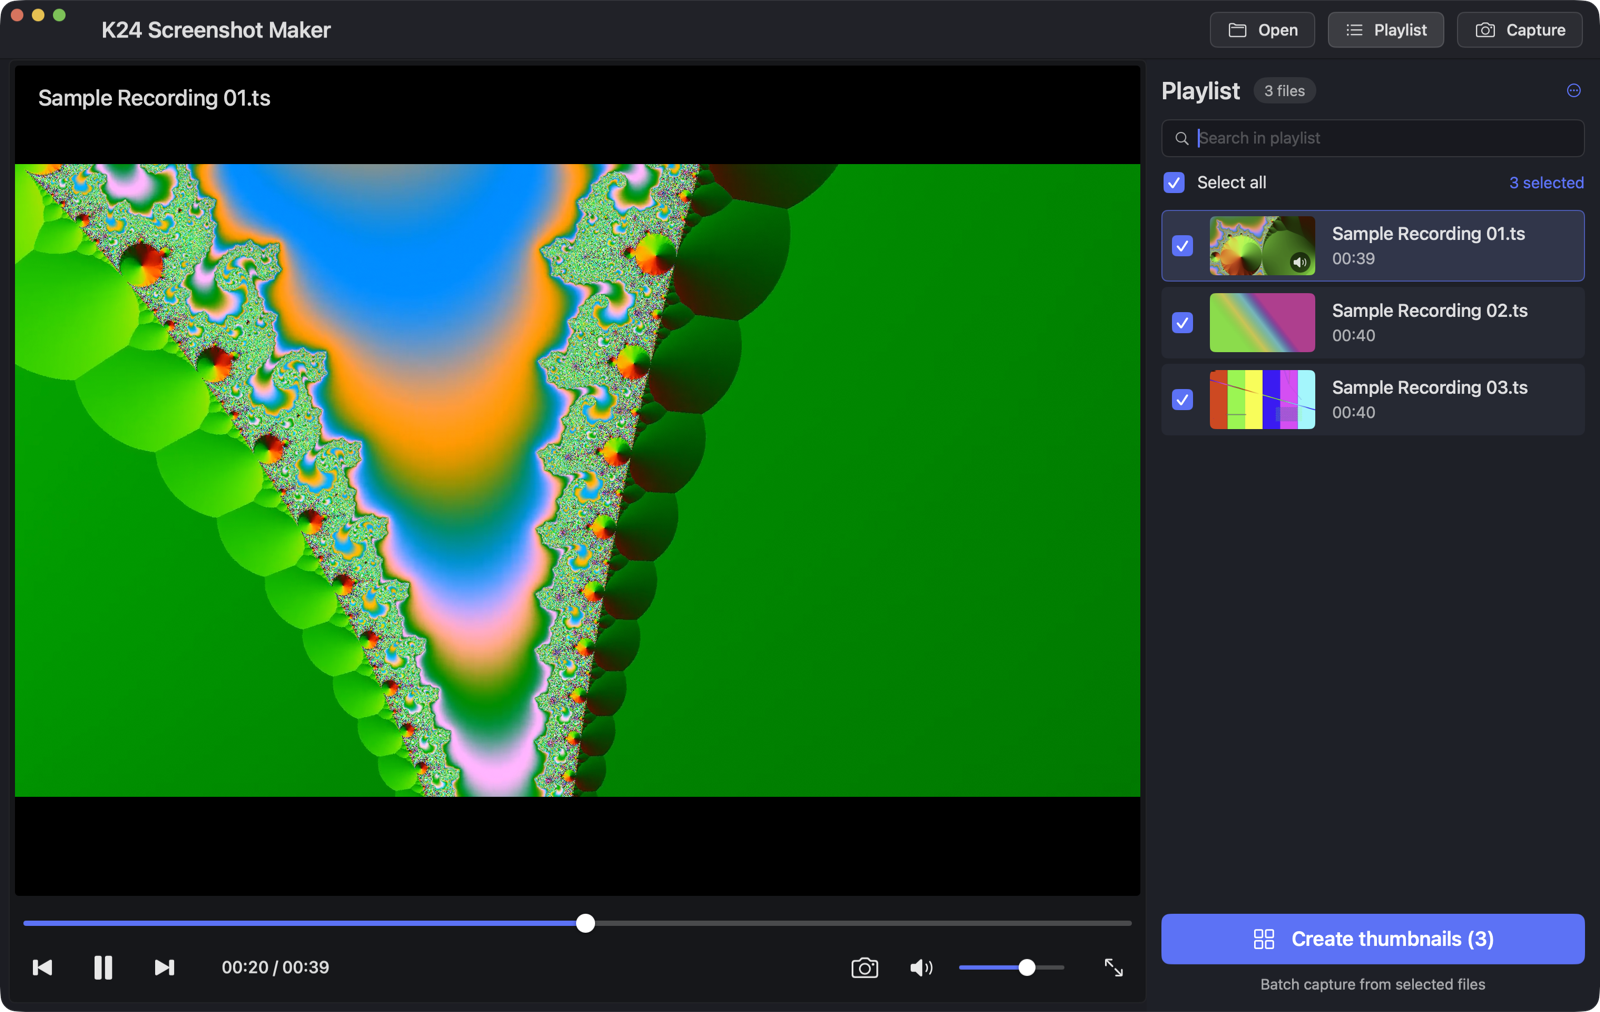 K24 Screenshot Maker
Open
Playlist
Capture
Sample Recording 01.ts
Playlist
3 files
Search in playlist
Select all
3 selected
Sample Recording 01.ts
00:39
Sample Recording 02.ts
00:40
Sample Recording 03.ts
00:40
00:20 / 00:39
Create thumbnails (3)
Batch capture from selected files